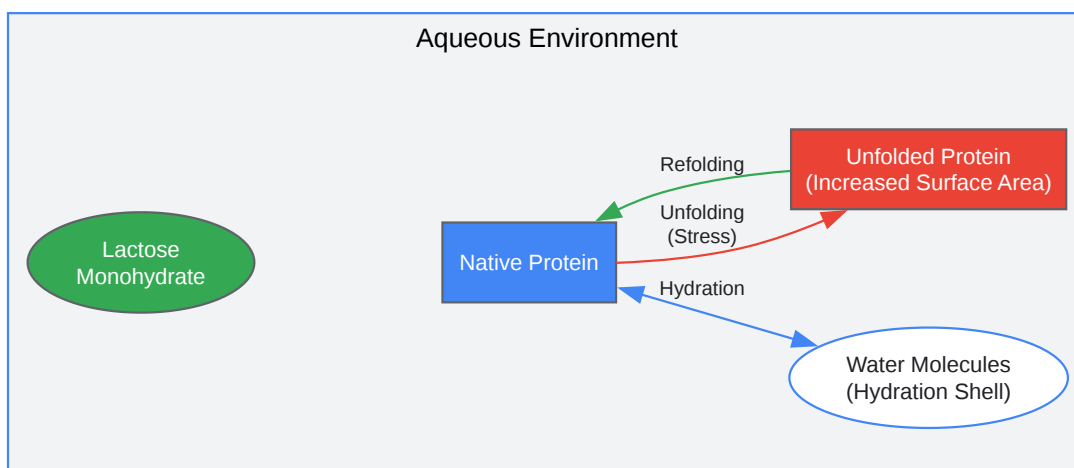 Aqueous Environment
Unfolded Protein
(Increased Surface Area)
Refolding
Unfolding
(Stress)
Lactose
Monohydrate
Native Protein
Hydration
Water Molecules
(Hydration Shell)